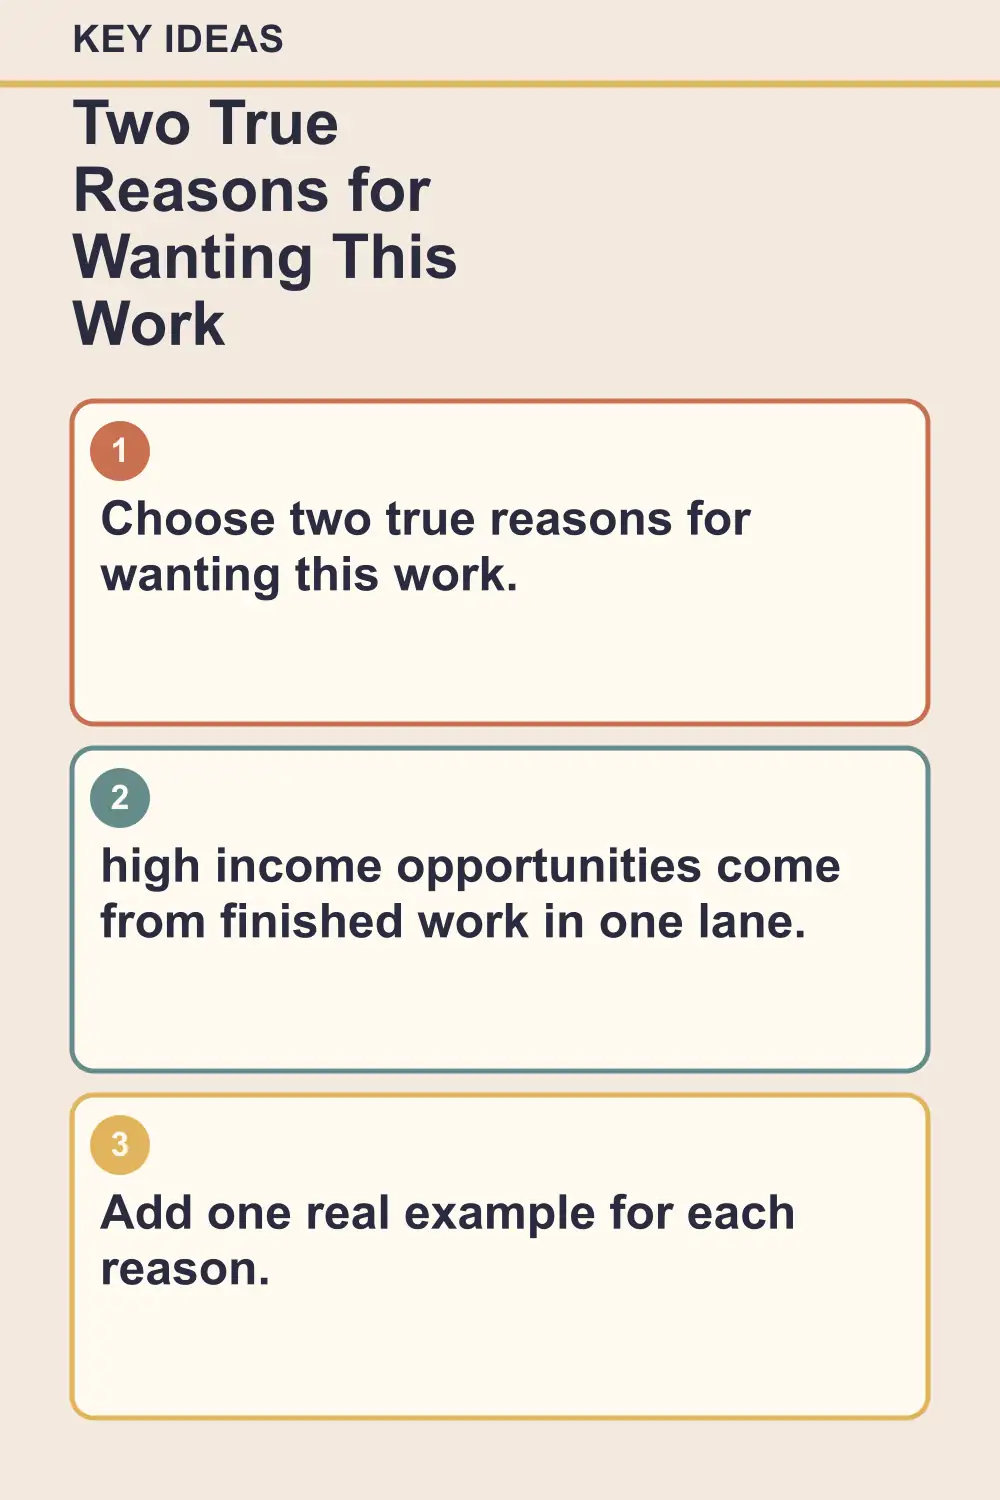 KEY IDEAS
Two True
Reasons for
Wanting This
Work
1
Choose two true reasons for
wanting this work.
2
high income opportunities come
from finished work in one lane.
3
Add one real example for each
reason.